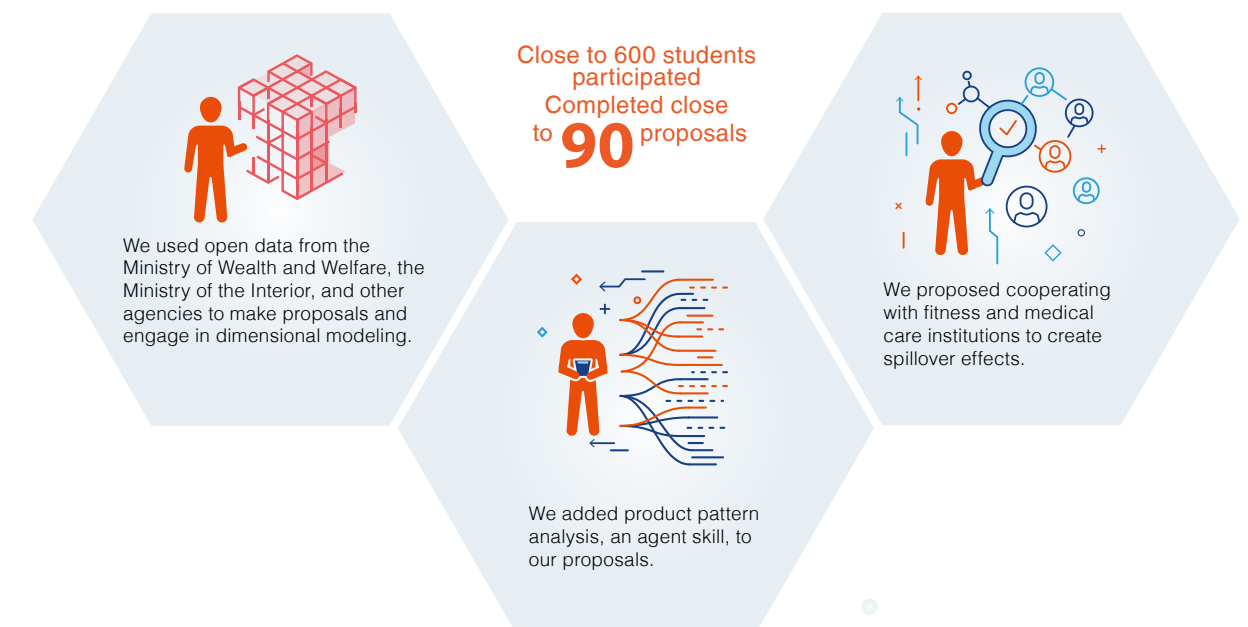 Close to 600 students
participated
Completed close
to 90 proposals
We used open data from the
Ministry of Wealth and Welfare, the
Ministry of the Interior, and other
agencies to make proposals and
engage in dimensional modeling.
We added product pattern
analysis, an agent skill, to
our proposals.
We proposed cooperating
with fitness and medical
care institutions to create
spillover effects.